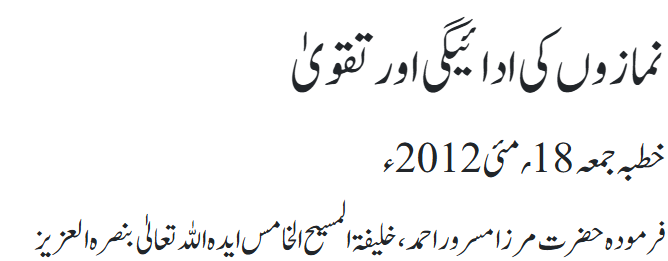 نمازوں کی ادائیگی اور تقویٰ
خطبہ جمعہ 18؍ مئی 2012ء
فرمودہ حضرت مرزا مسرور احمد، خلیفۃ المسیح الخامس ایدہ اللہ تعالیٰ بنصرہ العزیز